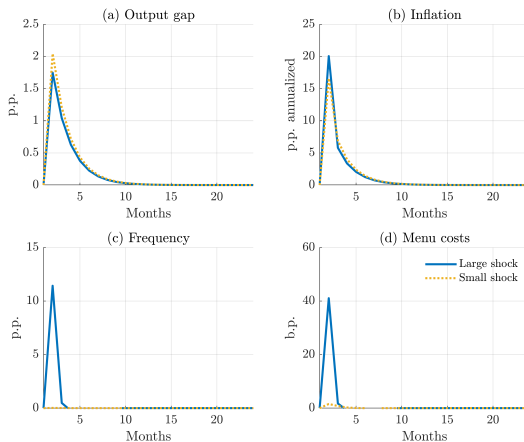 (a) Output gap
p.p.
2.5
2
1.5
1
0.5
0
5
10
15
20
Months
(b) Inflation
p.p. annualized
25
20
15
10
5
0
5
10
15
20
Months
(c) Frequency
p.p.
15
10
5
0
5
10
15
20
Months
(d) Menu costs
b.p.
60
40
20
0
5
10
15
20
Months
Large shock
Small shock